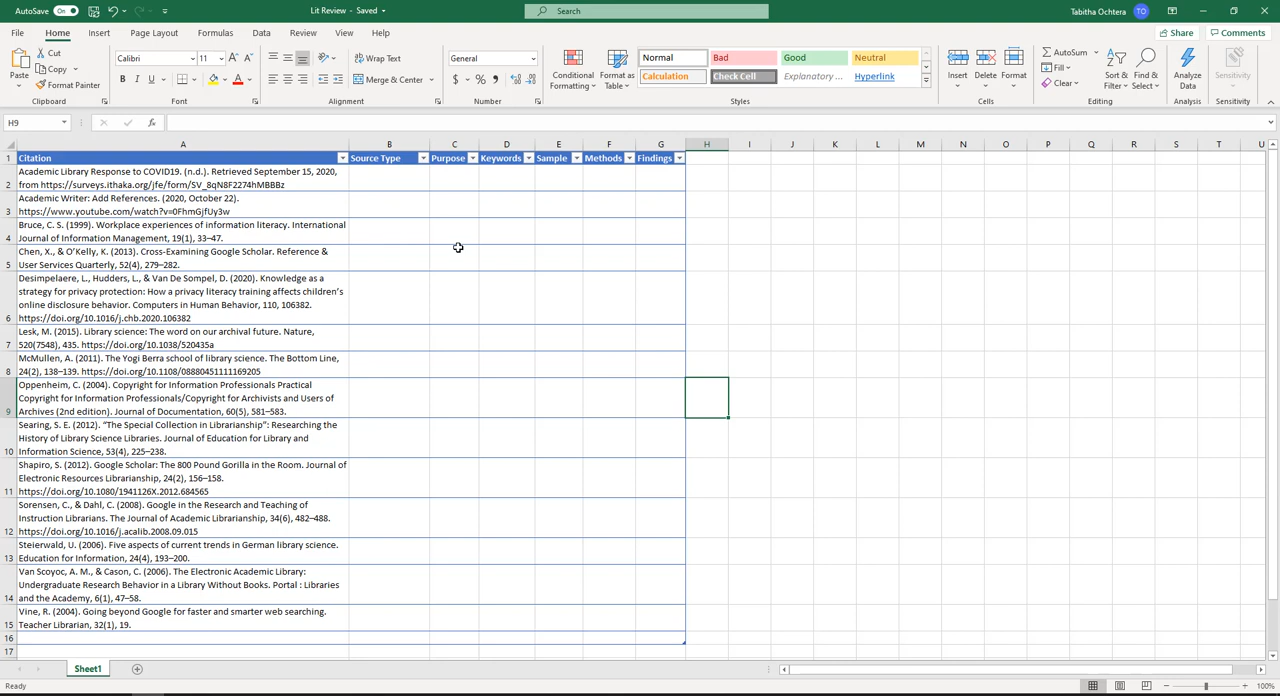 AutoSave On Lit Review - Saved Search Tabitha Ochtera TO
File Home Insert Page Layout Formulas Data Review View Help Share Comments
Paste Cut Copy Format Painter Clipboard
Calibri 11 B I U A A Font
Wrap Text Merge & Center Alignment
General $ % , Number
Conditional Formatting Format as Table
Normal Bad Good Neutral
Calculation Check Cell Explanatory ... Hyperlink
Styles
Insert Delete Format Cells
AutoSum Fill Clear Sort & Filter Find & Select Editing
Analyze Data Analysis Sensitivity Sensitivity
H9 fx
A B C D E F G H I J K L M N O P Q R S T U
1 Citation Source Type Purpose Keywords Sample Methods Findings
Academic Library Response to COVID19. (n.d.). Retrieved September 15, 2020,
2 from https://surveys.ithaka.org/jfe/form/SV_8qN8F2274hMBBBz
Academic Writer: Add References. (2020, October 22).
3 https://www.youtube.com/watch?v=0FhmGjfUy3w
Bruce, C. S. (1999). Workplace experiences of information literacy. International
4 Journal of Information Management, 19(1), 33–47.
Chen, X., & O’Kelly, K. (2013). Cross-Examining Google Scholar. Reference &
5 User Services Quarterly, 52(4), 279–282.
Desimpelaere, L., Hudders, L., & Van De Sompel, D. (2020). Knowledge as a
strategy for privacy protection: How a privacy literacy training affects children’s
online disclosure behavior. Computers in Human Behavior, 110, 106382.
6 https://doi.org/10.1016/j.chb.2020.106382
Lesk, M. (2015). Library science: The word on our archival future. Nature,
7 520(7548), 435. https://doi.org/10.1038/520435a
McMullen, A. (2011). The Yogi Berra school of library science. The Bottom Line,
8 24(2), 138–139. https://doi.org/10.1108/08880451111169205
Oppenheim, C. (2004). Copyright for Information Professionals Practical
Copyright for Information Professionals/Copyright for Archivists and Users of
9 Archives (2nd edition). Journal of Documentation, 60(5), 581–583.
Searing, S. E. (2012). “The Special Collection in Librarianship”: Researching the
History of Library Science Libraries. Journal of Education for Library and
10 Information Science, 53(4), 225–238.
Shapiro, S. (2012). Google Scholar: The 800 Pound Gorilla in the Room. Journal of
Electronic Resources Librarianship, 24(2), 156–158.
11 https://doi.org/10.1080/1941126X.2012.684565
Sorensen, C., & Dahl, C. (2008). Google in the Research and Teaching of
Instruction Librarians. The Journal of Academic Librarianship, 34(6), 482–488.
12 https://doi.org/10.1016/j.acalib.2008.09.015
Steierwald, U. (2006). Five aspects of current trends in German library science.
13 Education for Information, 24(4), 193–200.
Van Scoyoc, A. M., & Cason, C. (2006). The Electronic Academic Library:
Undergraduate Research Behavior in a Library Without Books. Portal : Libraries
14 and the Academy, 6(1), 47–58.
Vine, R. (2004). Going beyond Google for faster and smarter web searching.
15 Teacher Librarian, 32(1), 19.
16
17
Sheet1
Ready 100%